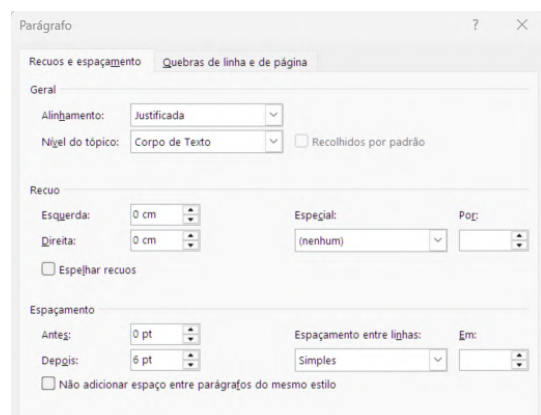 Parágrafo ? ×
Recuos e espaçamento Quebras de linha e de página
Geral
Alinhamento: Justificada
Nível do tópico: Corpo de Texto Recolhidos por padrão
Recuo
Esquerda: 0 cm Especial: Por:
Direita: 0 cm (nenhum)
Espelhar recuos
Espaçamento
Antes: 0 pt Espaçamento entre linhas: Em:
Depois: 6 pt Simples
Não adicionar espaço entre parágrafos do mesmo estilo